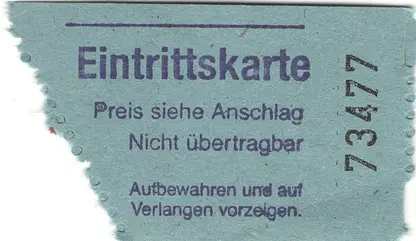 Eintrittskarte
Preis siehe Anschlag
Nicht übertragbar
Aufbewahren und auf
Verlangen vorzeigen.
73477